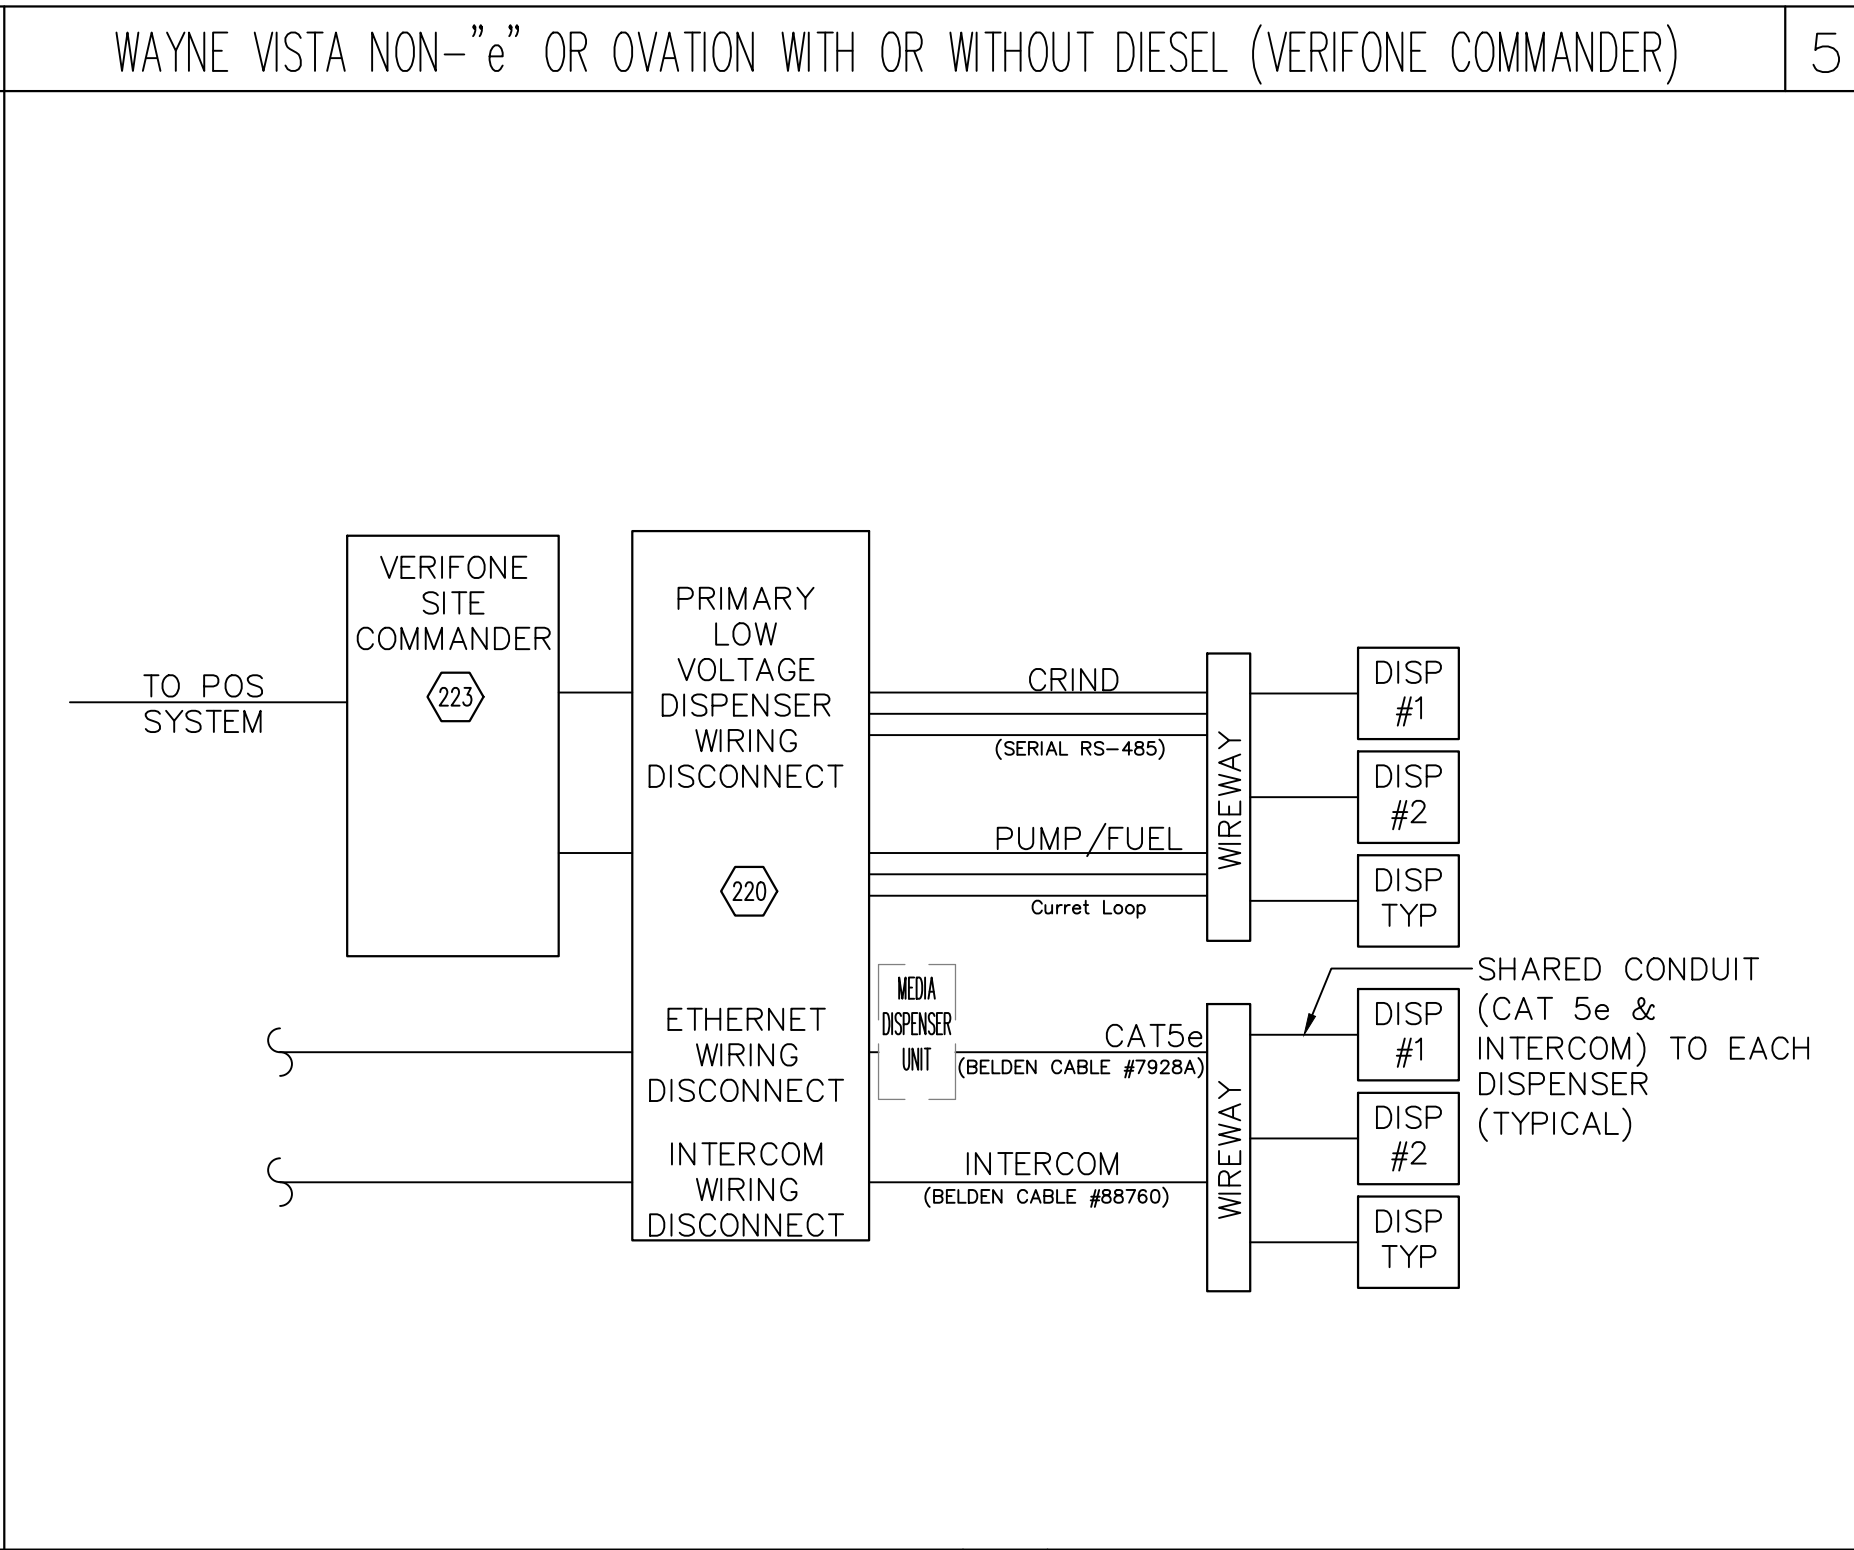 WAYNE VISTA NON-"e" OR OVATION WITH OR WITHOUT DIESEL (VERIFONE COMMANDER)
5
VERIFONE
SITE
COMMANDER
223
TO POS
SYSTEM
PRIMARY
LOW
VOLTAGE
DISPENSER
WIRING
DISCONNECT
220
ETHERNET
WIRING
DISCONNECT
INTERCOM
WIRING
DISCONNECT
CRIND
(SERIAL RS-485)
PUMP/FUEL
Curret Loop
MEDIA
DISPENSER
UNIT
CAT5e
(BELDEN CABLE #7928A)
INTERCOM
(BELDEN CABLE #88760)
WIREWAY
DISP
#1
DISP
#2
DISP
TYP
WIREWAY
DISP
#1
DISP
#2
DISP
TYP
SHARED CONDUIT
(CAT 5e &
INTERCOM) TO EACH
DISPENSER
(TYPICAL)